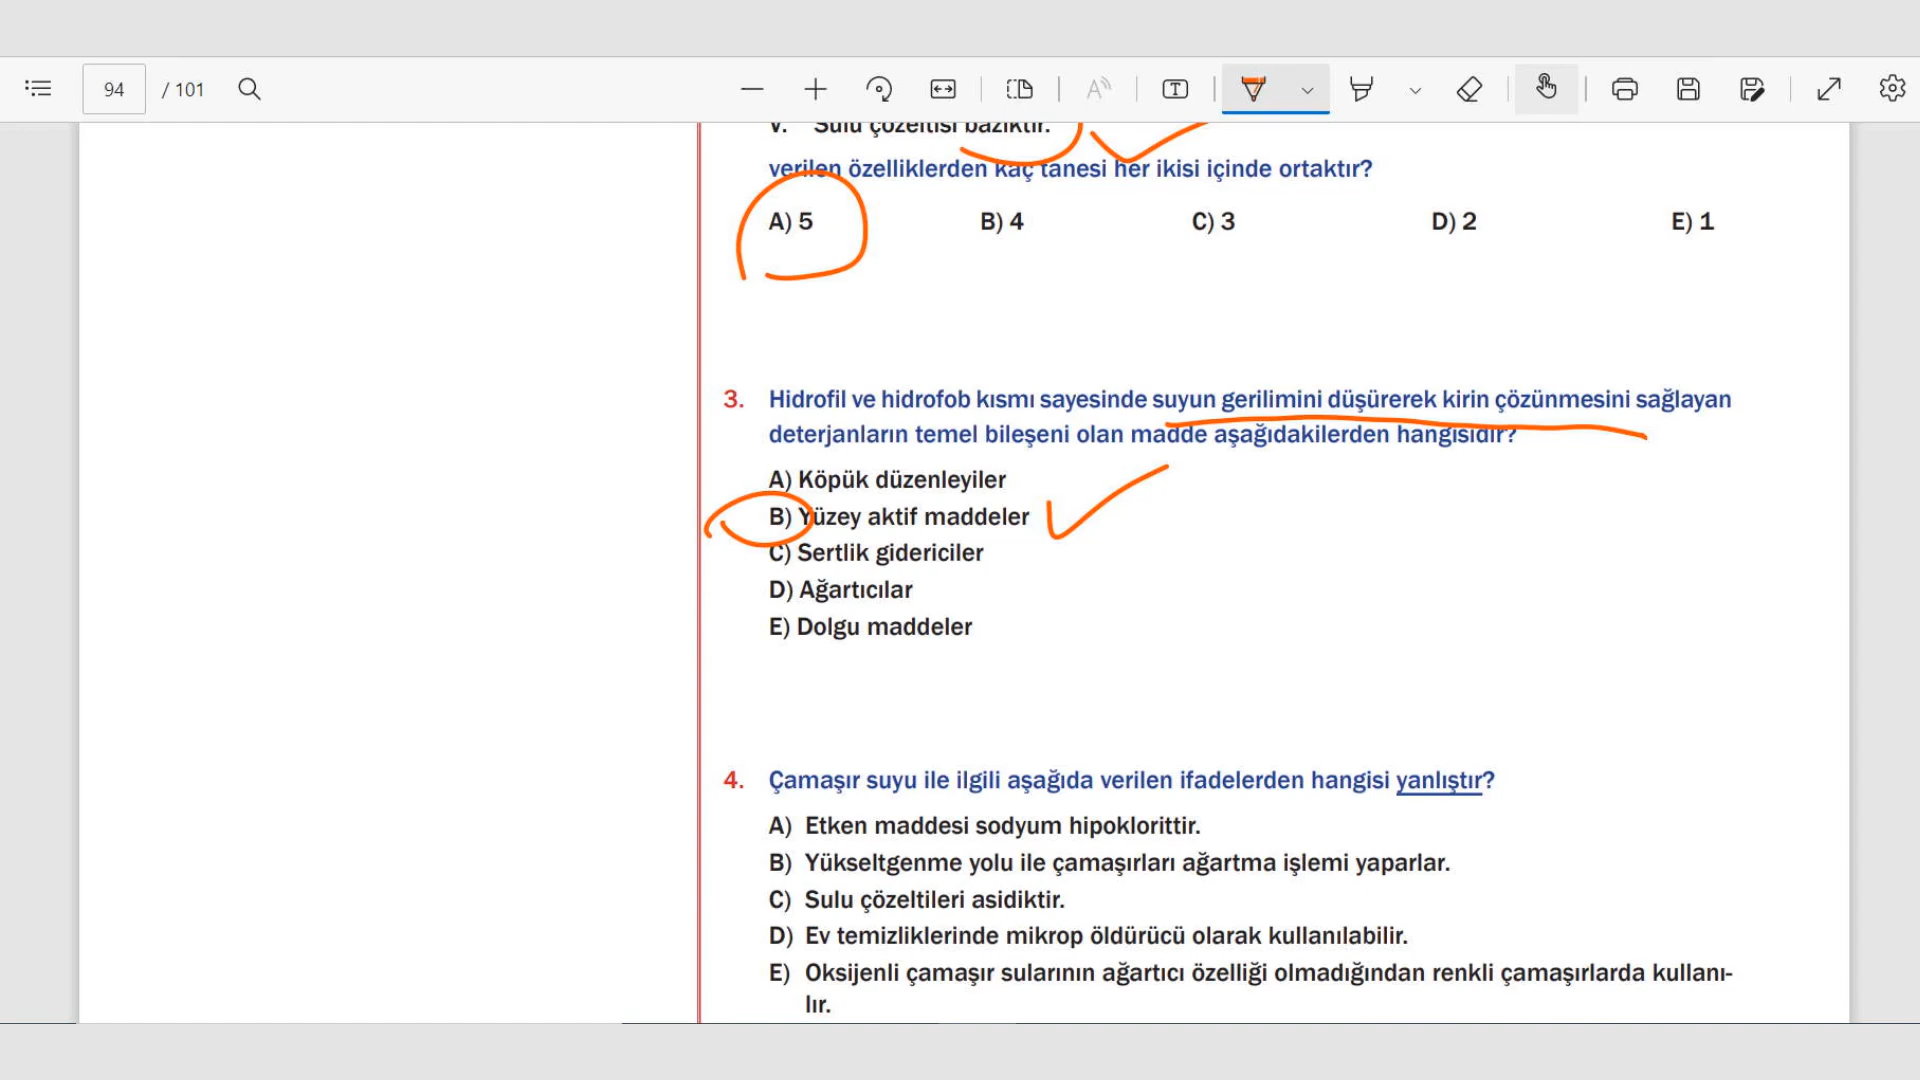 94 / 101
V. Sulu çözeltisi baziktir.
verilen özelliklerden kaç tanesi her ikisi içinde ortaktır?
A) 5 B) 4 C) 3 D) 2 E) 1
3. Hidrofil ve hidrofob kısmı sayesinde suyun gerilimini düşürerek kirin çözünmesini sağlayan
deterjanların temel bileşeni olan madde aşağıdakilerden hangisidir?
A) Köpük düzenleyiler
B) Yüzey aktif maddeler
C) Sertlik gidericiler
D) Ağartıcılar
E) Dolgu maddeler
4. Çamaşır suyu ile ilgili aşağıda verilen ifadelerden hangisi yanlıştır?
A) Etken maddesi sodyum hipoklorittir.
B) Yükseltgenme yolu ile çamaşırları ağartma işlemi yaparlar.
C) Sulu çözeltileri asidiktir.
D) Ev temizliklerinde mikrop öldürücü olarak kullanılabilir.
E) Oksijenli çamaşır sularının ağartıcı özelliği olmadığından renkli çamaşırlarda kullanı-
lır.